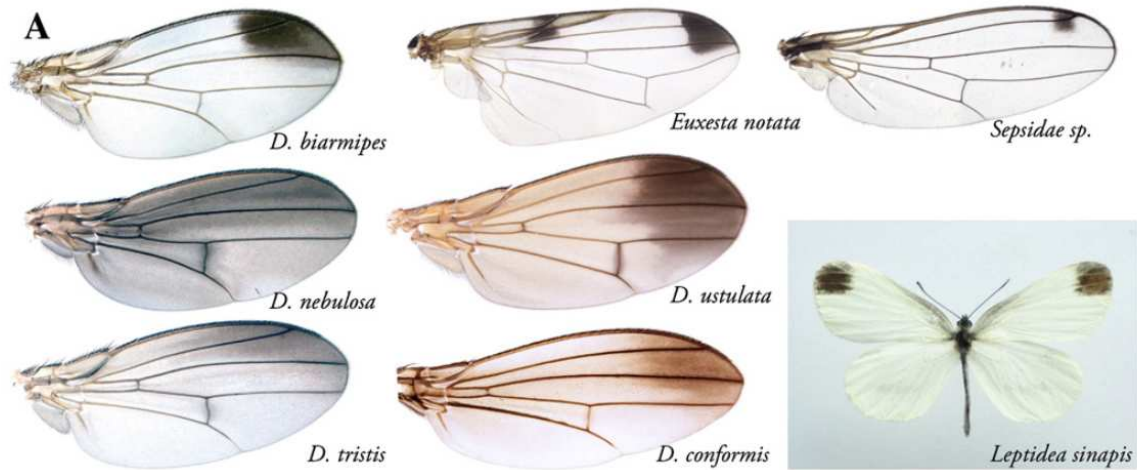 A
D. biarmipes
Euxesta notata
Sepsidae sp.
D. nebulosa
D. ustulata
D. tristis
D. conformis
Leptidea sinapis